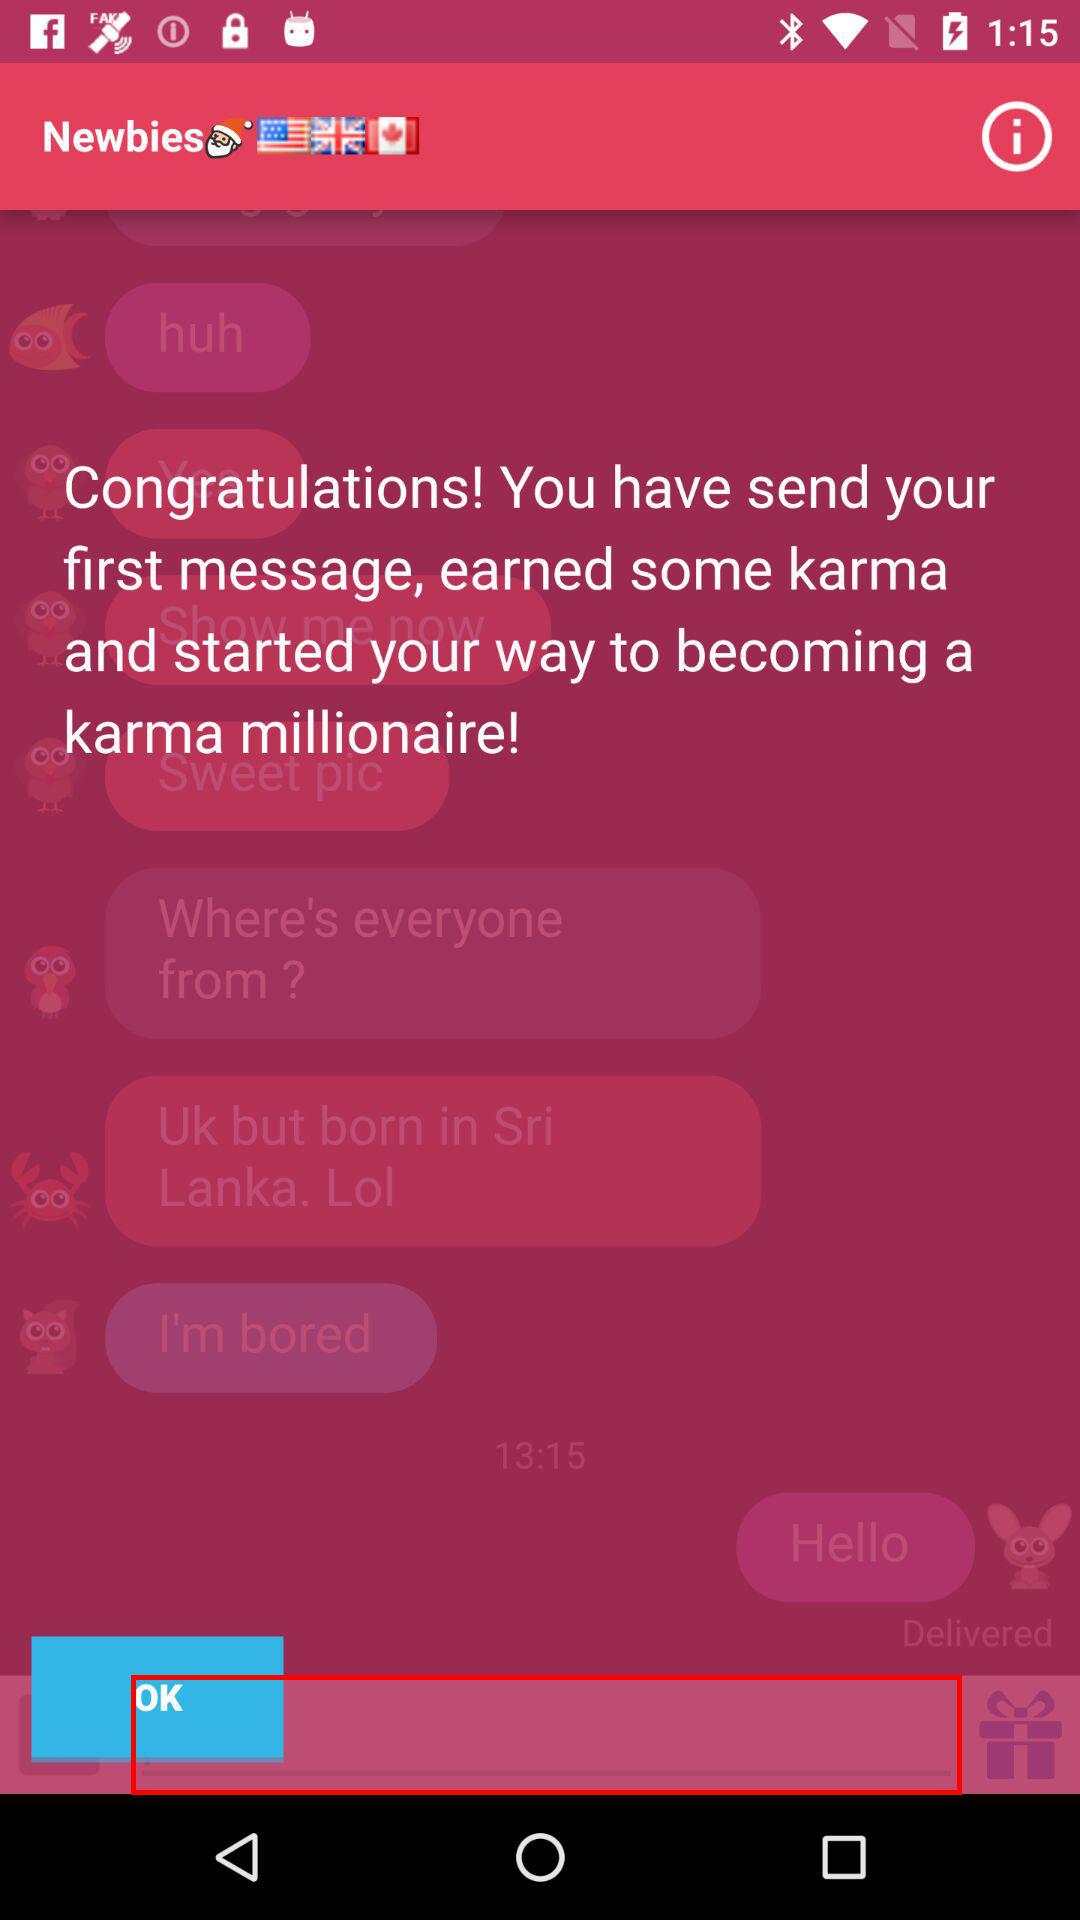 FAKE
1:15
Newbies
huh
Yea
Congratulations! You have send your
first message, earned some karma
Show me now
and started your way to becoming a
karma millionaire!
Sweet pic
Where's everyone
from ?
Uk but born in Sri
Lanka. Lol
I'm bored
13:15
Hello
Delivered
OK